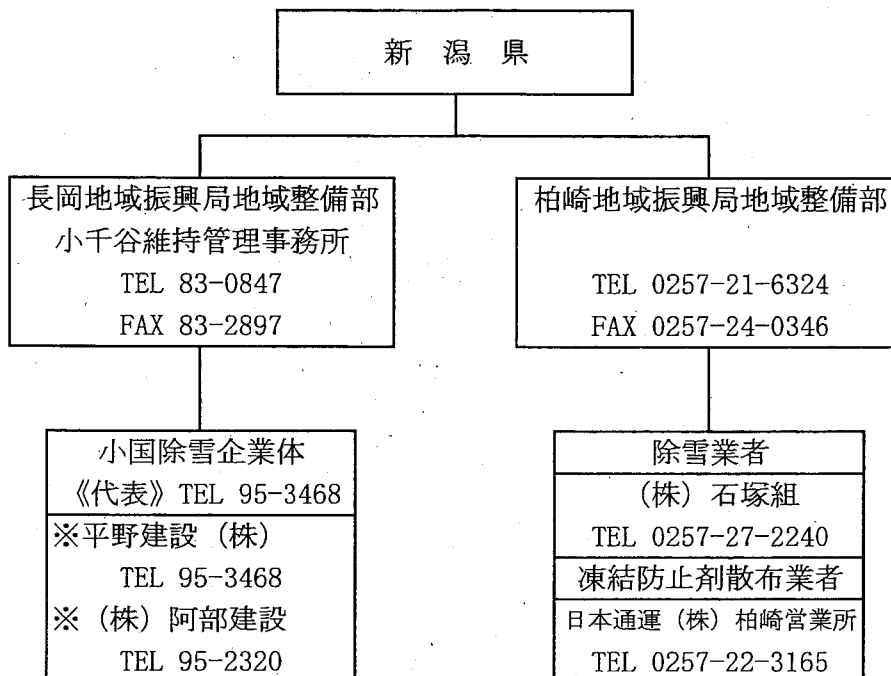 新 潟 県
長岡地域振興局地域整備部
小千谷維持管理事務所
TEL 83-0847
FAX 83-2897
柏崎地域振興局地域整備部
TEL 0257-21-6324
FAX 0257-24-0346
小国除雪企業体
《代表》TEL 95-3468
※平野建設（株）
TEL 95-3468
※（株）阿部建設
TEL 95-2320
除雪業者
（株）石塚組
TEL 0257-27-2240
凍結防止剤散布業者
日本通運（株）柏崎営業所
TEL 0257-22-3165